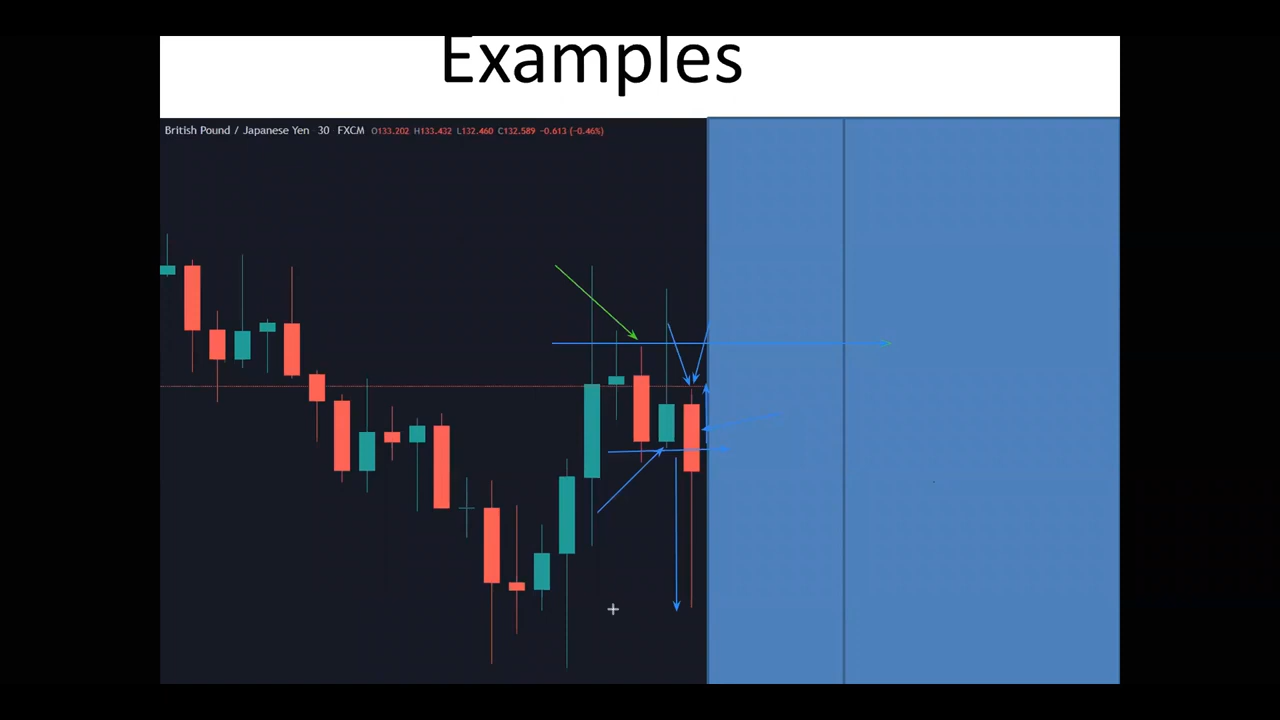 Examples
British Pound / Japanese Yen 30 FXCM O133.202 H133.432 L132.460 C132.589 −0.613 (−0.46%)